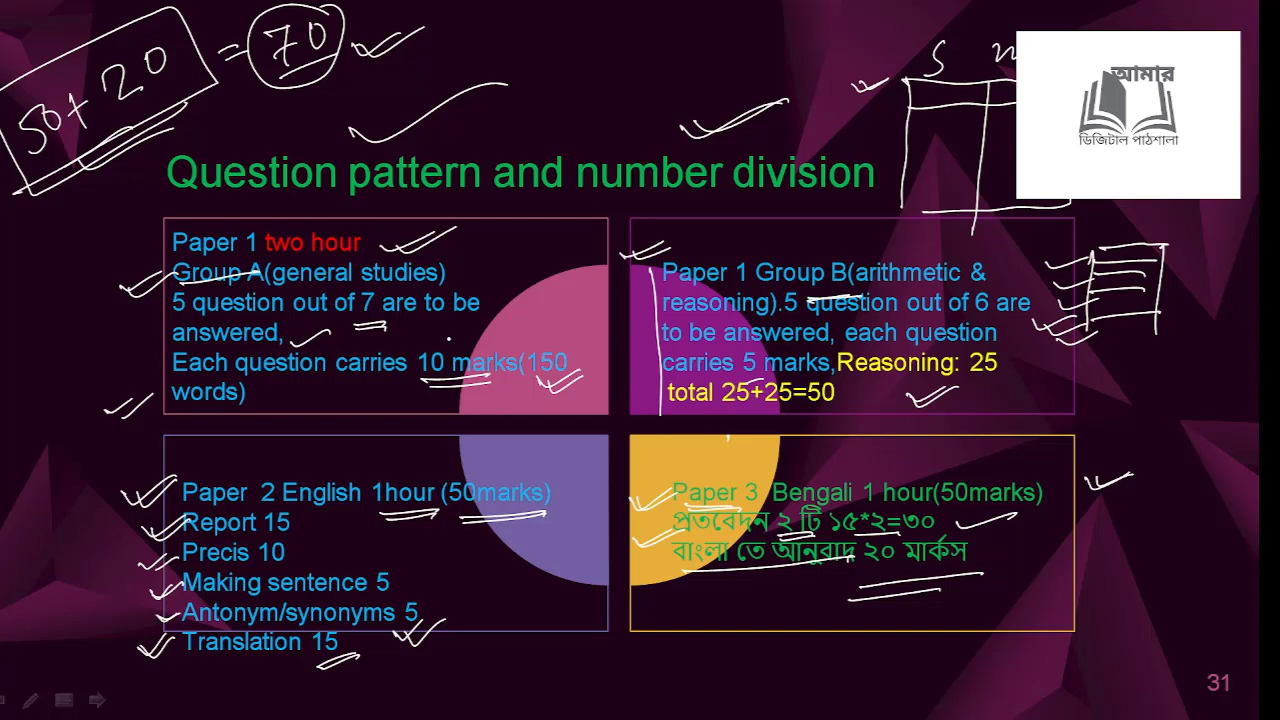 50+20 = 70
S
আমার
ডিজিটাল পাঠশালা
Question pattern and number division
Paper 1 two hour
Group A(general studies)
5 question out of 7 are to be
answered,
Each question carries 10 marks(150
words)
Paper 1 Group B(arithmetic &
reasoning).5 question out of 6 are
to be answered, each question
carries 5 marks,Reasoning: 25
total 25+25=50
Paper 2 English 1hour (50marks)
Report 15
Precis 10
Making sentence 5
Antonym/synonyms 5
Translation 15
Paper 3 Bengali 1 hour(50marks)
প্রতবেদন ২ টি ১৫*২=৩০
বাংলা তে আনুবাদ ২০ মার্কস
31